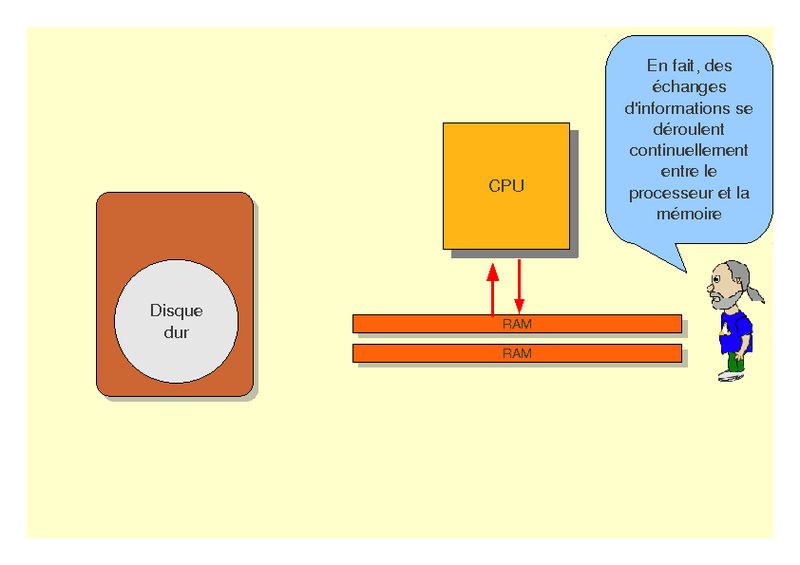 En fait, des
échanges
d'informations se
déroulent
continuellement
entre le
processeur et la
mémoire
CPU
Disque
dur
RAM
RAM